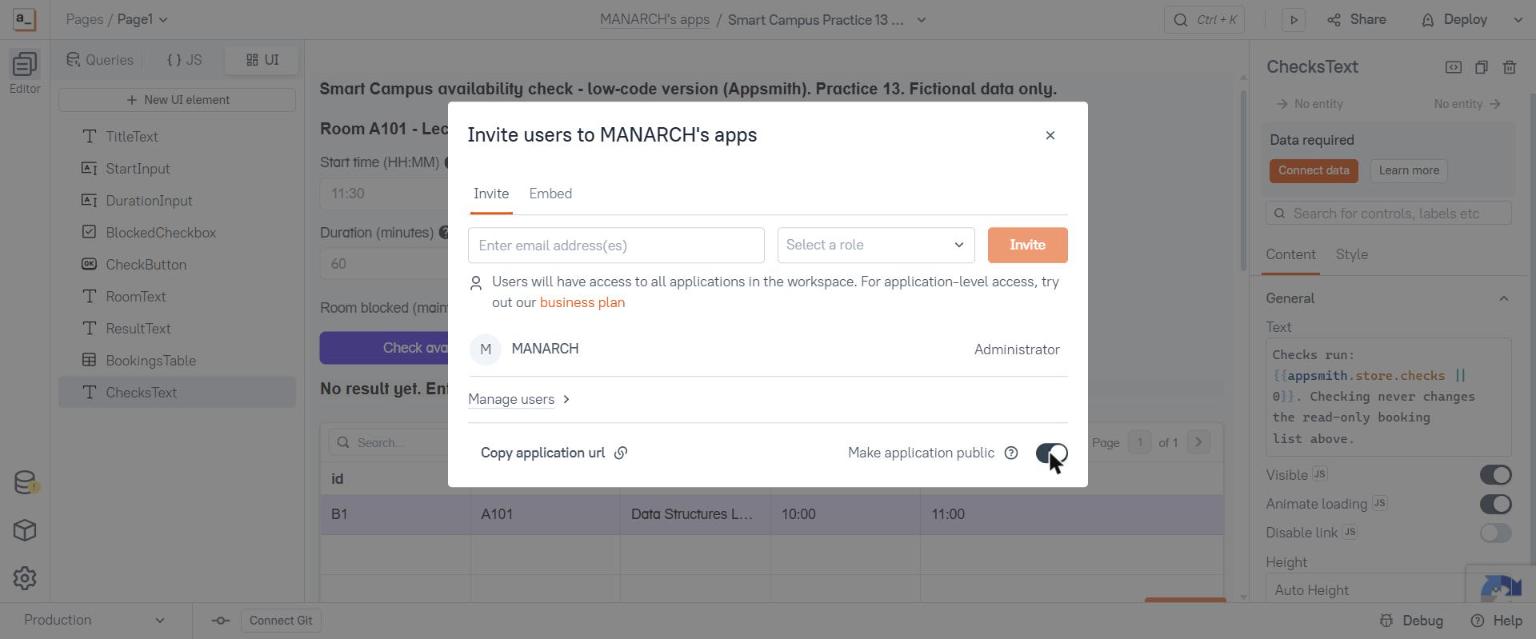 a_
Pages / Page1
MANARCH's apps / Smart Campus Practice 13 ...
Ctrl + K
Share
Deploy
Editor
Queries
{ } JS
UI
+ New UI element
TitleText
StartInput
DurationInput
BlockedCheckbox
CheckButton
RoomText
ResultText
BookingsTable
ChecksText
Smart Campus availability check - low-code version (Appsmith). Practice 13. Fictional data only.
Room A101 - Lec
Start time (HH:MM)
11:30
Duration (minutes)
60
Room blocked (main
Check ava
No result yet. Ent
Search...
Page 1 of 1
id
B1 A101 Data Structures L... 10:00 11:00
Invite users to MANARCH's apps
Invite Embed
Enter email address(es)
Select a role
Invite
Users will have access to all applications in the workspace. For application-level access, try
out our business plan
M MANARCH Administrator
Manage users
Copy application url
Make application public
ChecksText
No entity No entity
Data required
Connect data Learn more
Search for controls, labels etc
Content Style
General
Text
Checks run:
{{appsmith.store.checks ||
0}}. Checking never changes
the read-only booking
list above.
Visible JS
Animate loading JS
Disable link JS
Height
Auto Height
Production
Connect Git
Debug
Help